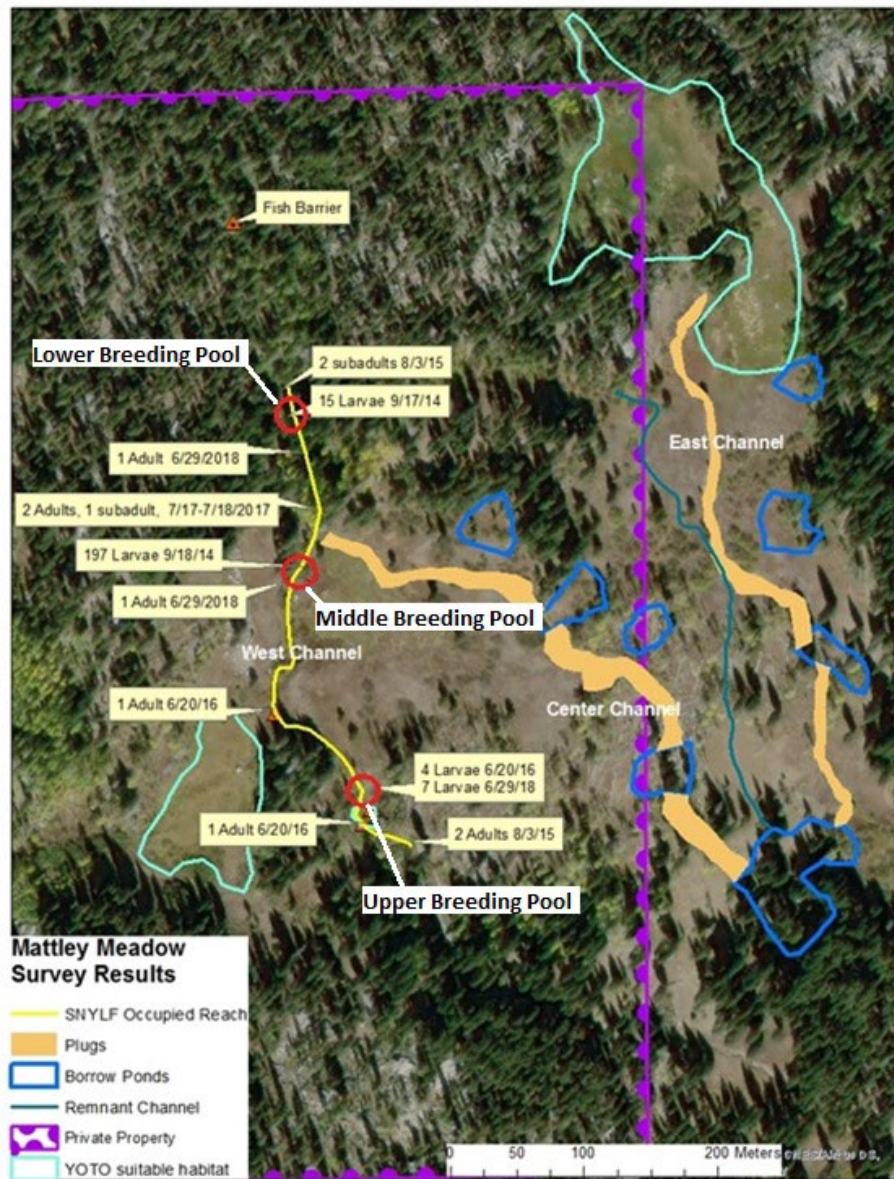 Fish Barrier
Lower Breeding Pool
2 subadults 8/3/15
15 Larvae 9/17/14
1 Adult 6/29/2018
East Channel
2 Adults, 1 subadult, 7/17-7/18/2017
197 Larvae 9/18/14
1 Adult 6/29/2018
Middle Breeding Pool
West Channel
1 Adult 6/20/16
Center Channel
4 Larvae 6/20/16
7 Larvae 6/29/18
1 Adult 6/20/16
2 Adults 8/3/15
Upper Breeding Pool
Mattley Meadow
Survey Results
SNYLF Occupied Reach
Plugs
Borrow Ponds
Remnant Channel
Private Property
YOTO suitable habitat
0 50 100 200 Meters